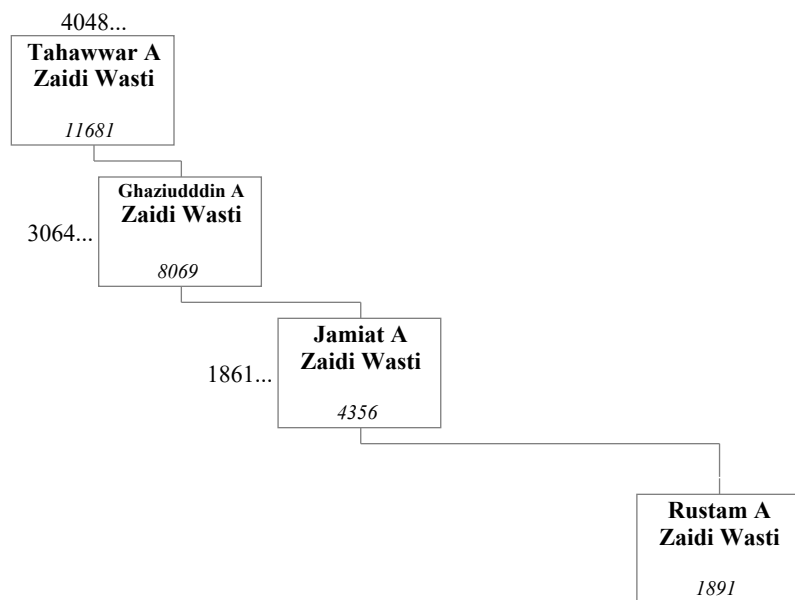 4048...
Tahawwar A
Zaidi Wasti
11681
Ghaziudddin A
Zaidi Wasti
3064...
8069
Jamiat A
Zaidi Wasti
1861...
4356
Rustam A
Zaidi Wasti
1891